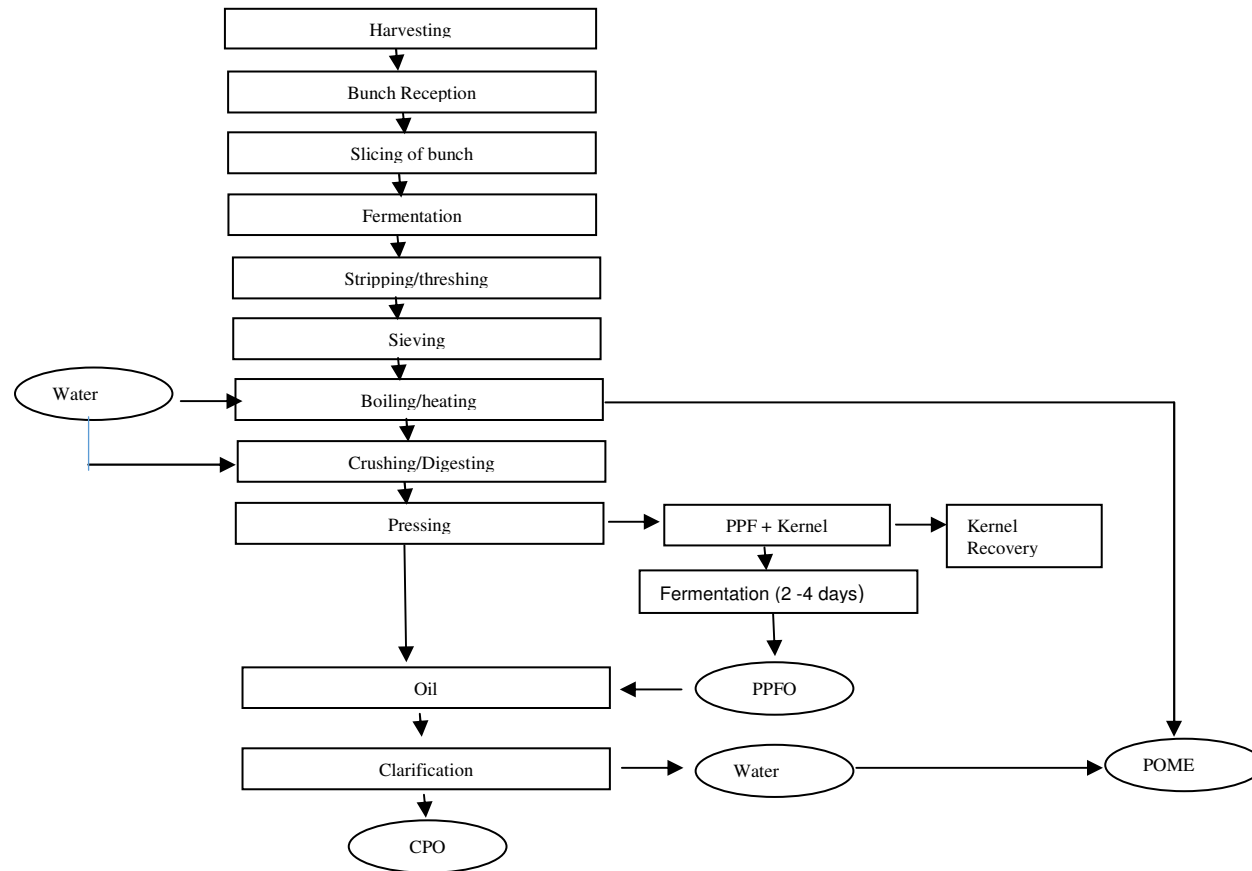 Harvesting
Bunch Reception
Slicing of bunch
Fermentation
Stripping/threshing
Sieving
Water
Boiling/heating
Crushing/Digesting
Pressing
PPF + Kernel
Kernel
Recovery
Fermentation (2 -4 days)
Oil
PPFO
Clarification
Water
POME
CPO